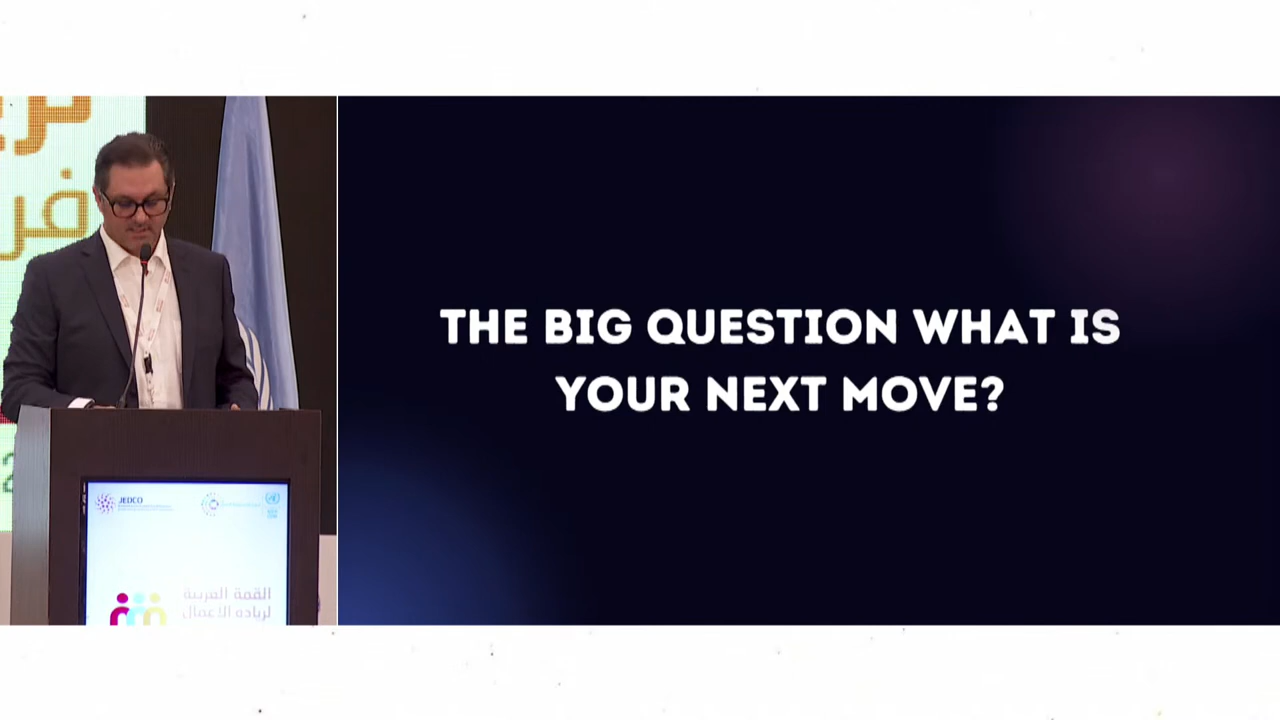 THE BIG QUESTION WHAT IS
YOUR NEXT MOVE?
JEDCO
القمة العربية
لريادة الأعمال